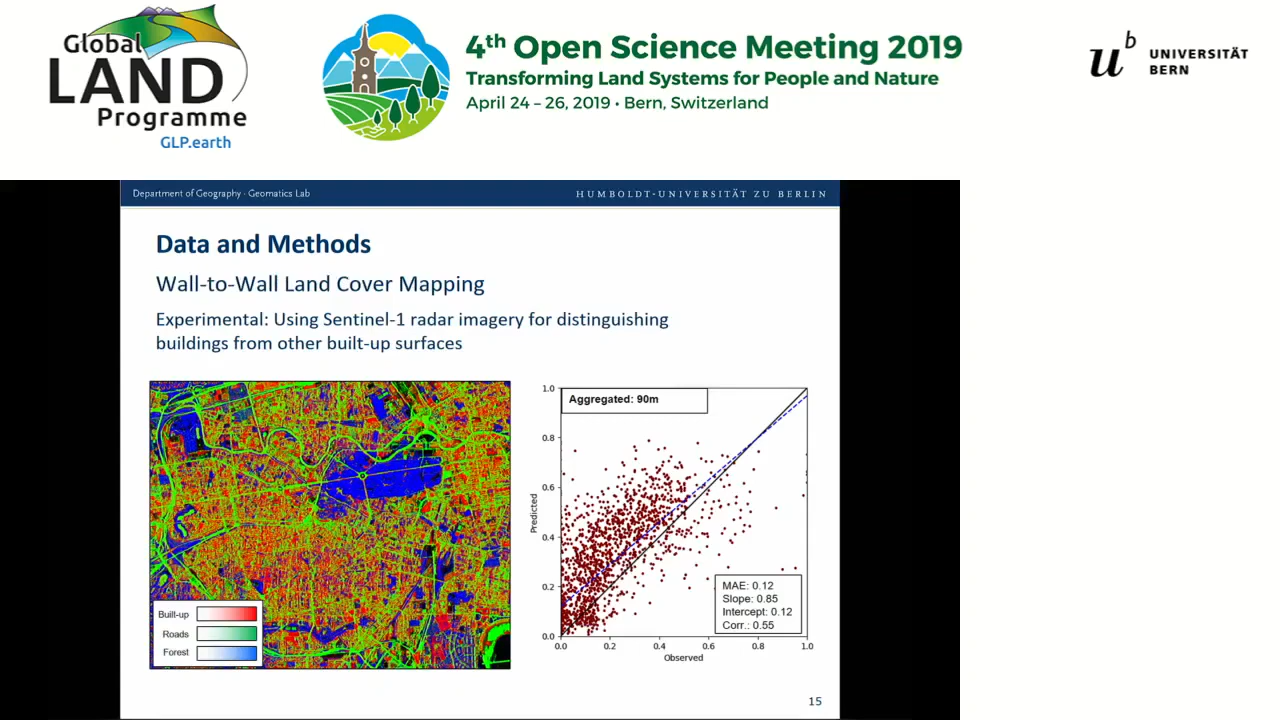 Global
LAND
Programme
GLP.earth
4th Open Science Meeting 2019
Transforming Land Systems for People and Nature
April 24 – 26, 2019 • Bern, Switzerland
u b
UNIVERSITÄT
BERN
Department of Geography · Geomatics Lab
HUMBOLDT-UNIVERSITÄT ZU BERLIN
Data and Methods
Wall-to-Wall Land Cover Mapping
Experimental: Using Sentinel-1 radar imagery for distinguishing
buildings from other built-up surfaces
Built-up
Roads
Forest
Aggregated: 90m
1.0
0.8
0.6
0.4
0.2
0.0
Predicted
MAE: 0.12
Slope: 0.85
Intercept: 0.12
Corr.: 0.55
0.0 0.2 0.4 0.6 0.8 1.0
Observed
15